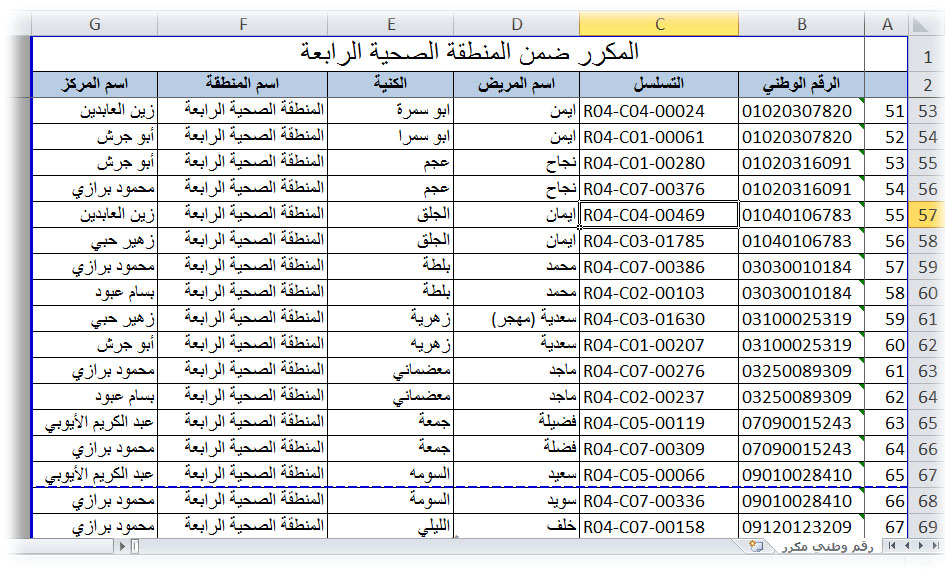 A B C D E F G
1 المكرر ضمن المنطقة الصحية الرابعة
2 الرقم الوطني التسلسل اسم المريض الكنية اسم المنطقة اسم المركز
53 51 01020307820 R04-C04-00024 ايمن ابو سمرة المنطقة الصحية الرابعة زين العابدين
54 52 01020307820 R04-C01-00061 ايمن ابو سمرا المنطقة الصحية الرابعة أبو جرش
55 53 01020316091 R04-C01-00280 نجاح عجم المنطقة الصحية الرابعة أبو جرش
56 54 01020316091 R04-C07-00376 نجاح عجم المنطقة الصحية الرابعة محمود برازي
57 55 01040106783 R04-C04-00469 ايمان الجلق المنطقة الصحية الرابعة زين العابدين
58 56 01040106783 R04-C03-01785 ايمان الجلق المنطقة الصحية الرابعة زهير حبي
59 57 03030010184 R04-C07-00386 محمد بلطة المنطقة الصحية الرابعة محمود برازي
60 58 03030010184 R04-C02-00103 محمد بلطة المنطقة الصحية الرابعة بسام عبود
61 59 03100025319 R04-C03-01630 سعدية (مهجر) زهرية المنطقة الصحية الرابعة زهير حبي
62 60 03100025319 R04-C01-00207 سعدية زهريه المنطقة الصحية الرابعة أبو جرش
63 61 03250089309 R04-C07-00276 ماجد معضماني المنطقة الصحية الرابعة محمود برازي
64 62 03250089309 R04-C02-00237 ماجد معضماني المنطقة الصحية الرابعة بسام عبود
65 63 07090015243 R04-C05-00119 فضيلة جمعة المنطقة الصحية الرابعة عبد الكريم الأيوبي
66 64 07090015243 R04-C07-00309 فضلة جمعة المنطقة الصحية الرابعة محمود برازي
67 65 09010028410 R04-C05-00066 سعيد السومه المنطقة الصحية الرابعة عبد الكريم الأيوبي
68 66 09010028410 R04-C07-00336 سويد السومة المنطقة الصحية الرابعة محمود برازي
69 67 09120123209 R04-C07-00158 خلف الليلي المنطقة الصحية الرابعة محمود برازي
رقم وطني مكرر